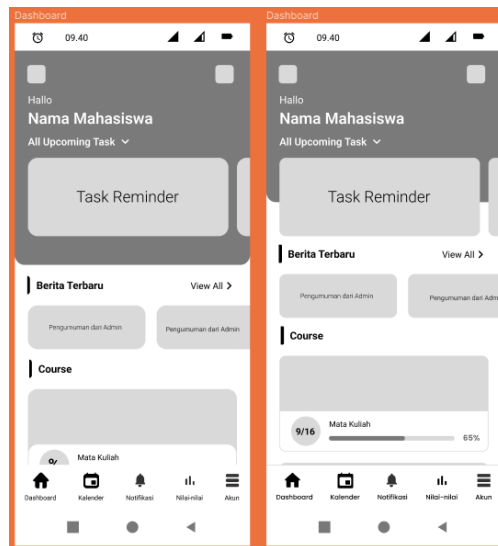 Dashboard
09.40
Hallo
Nama Mahasiswa
All Upcoming Task
Task Reminder
Berita Terbaru
View All >
Pengumuman dari Admin
Pengumuman dari Admin
Course
9/
Mata Kuliah
Dashboard
Kalender
Notifikasi
Nilai-nilai
Akun
Dashboard
09.40
Hallo
Nama Mahasiswa
All Upcoming Task
Task Reminder
Berita Terbaru
View All >
Pengumuman dari Admin
Pengumuman dari Adm
Course
9/16
Mata Kuliah
65%
Dashboard
Kalender
Notifikasi
Nilai-nilai
Akun